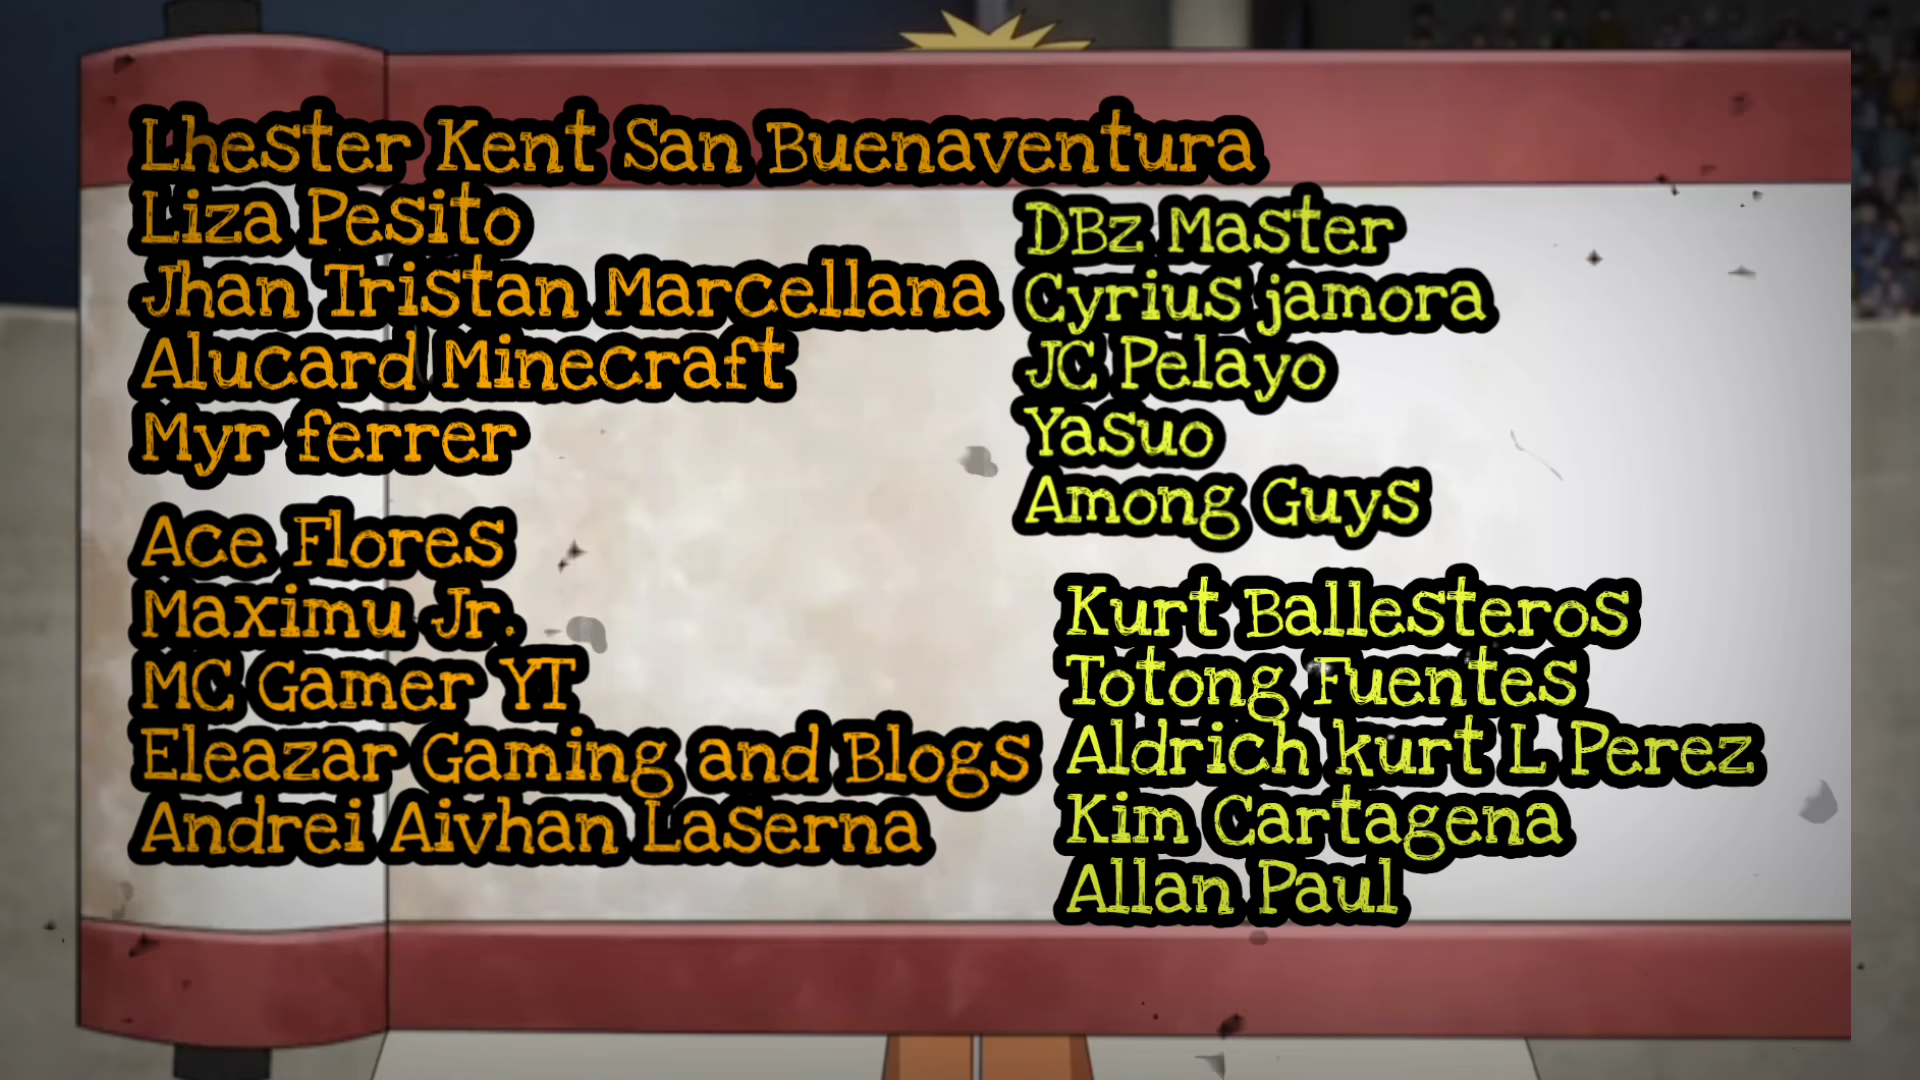 Lhester Kent San Buenaventura
Liza Pesito
Jhan Tristan Marcellana
Alucard Minecraft
Myr ferrer
Ace Flores
Maximu Jr.
MC Gamer YT
Eleazar Gaming and Blogs
Andrei Aivhan LaSerna
DBz Master
Cyrius jamora
JC Pelayo
Yasuo
Among Guys
Kurt Ballesteros
Totong Fuentes
Aldrich kurt L Perez
Kim Cartagena
Allan Paul